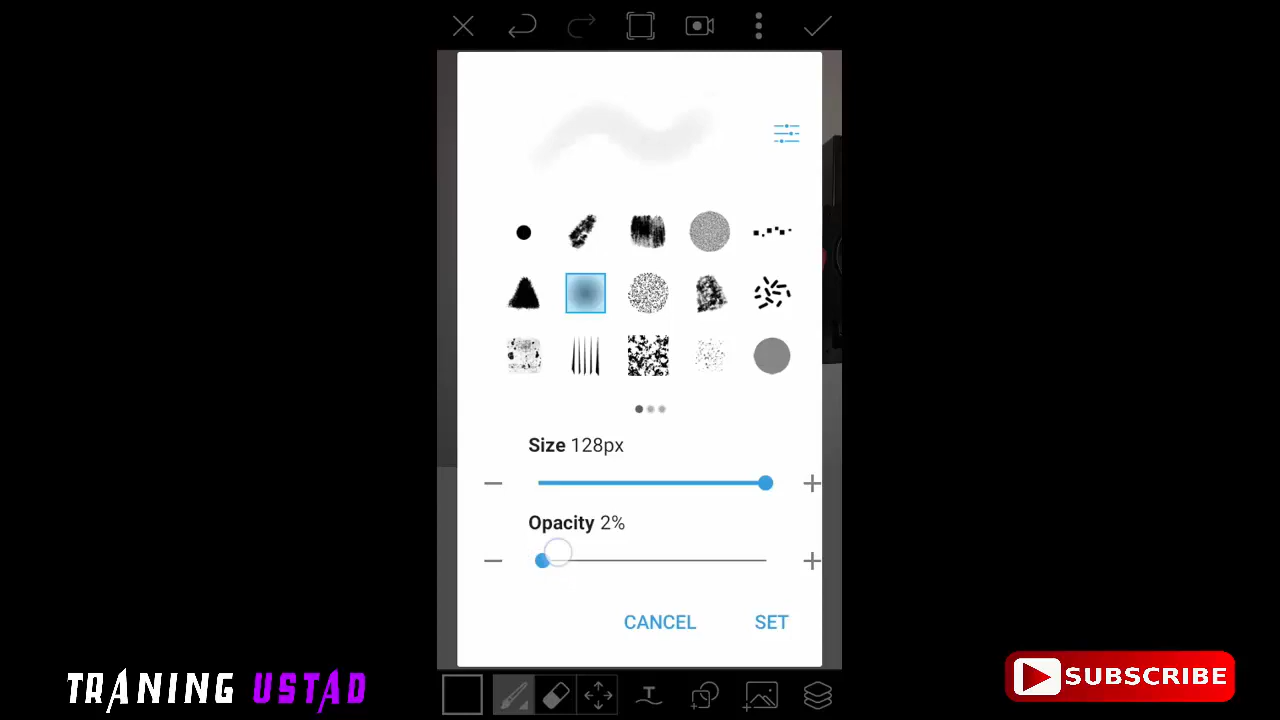 Size 128px
Opacity 2%
CANCEL SET
T
TRANING USTAD
SUBSCRIBE